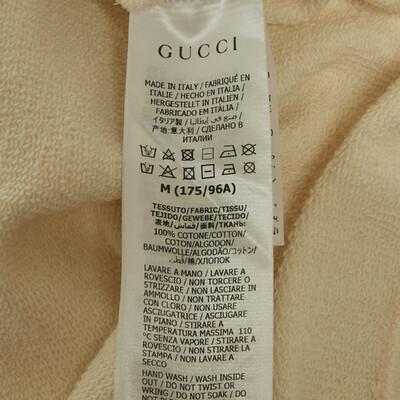 GUCCI
MADE IN ITALY / FABRIQUÉ EN
ITALIE / HECHO EN ITALIA /
HERGESTELLT IN ITALIEN /
FABRICADO EM ITÁLIA /
イタリア製 / صنع في إيطاليا /
产地:意大利 / СДЕЛАНО В
ИТАЛИИ
M (175/96A)
TESSUTO/FABRIC/TISSU/
TEJIDO/GEWEBE/TECIDO/
表地/قماش/面料/ТКАНЬ:
100% COTONE/COTTON/
COTON/ALGODON/
BAUMWOLLE/ALGODÃO/コットン/
قطن/棉/ХЛОПОК
LAVARE A MANO / LAVARE A
ROVESCIO / NON TORCERE O
STRIZZARE / NON LASCIARE IN
AMMOLLO / NON TRATTARE
CON CLORO / NON USARE
ASCIUGATRICE / ASCIUGARE
IN PIANO / STIRARE A
TEMPERATURA MASSIMA 110
°C SENZA VAPORE / STIRARE A
ROVESCIO / NON STIRARE LA
STAMPA / NON LAVARE A
SECCO
HAND WASH / WASH INSIDE
OUT / DO NOT TWIST OR
WRING / DO NOT SOAK / DO